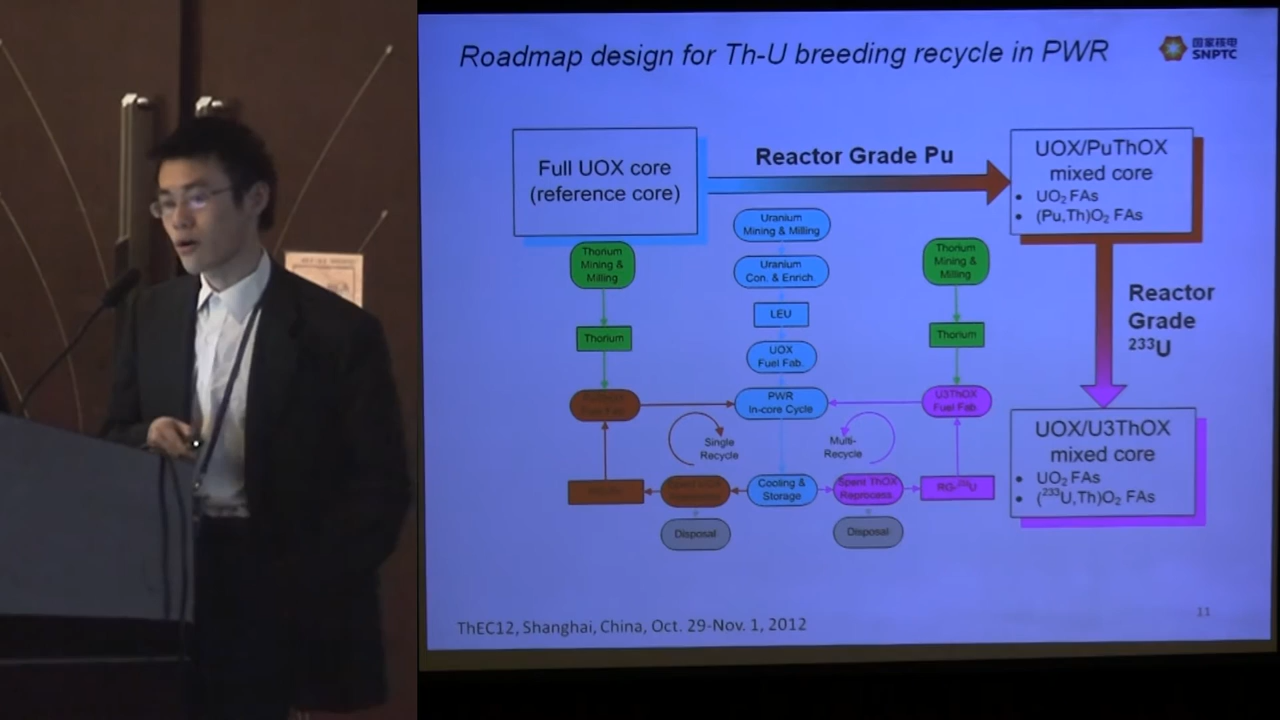 Roadmap design for Th-U breeding recycle in PWR
国家核电
SNPTC
Full UOX core
(reference core)
Reactor Grade Pu
UOX/PuThOX
mixed core
• UO₂ FAs
• (Pu,Th)O₂ FAs
Uranium
Mining & Milling
Thorium
Mining &
Milling
Uranium
Con. & Enrich.
Thorium
Mining &
Milling
LEU
Thorium
UOX
Fuel Fab.
Thorium
Reactor
Grade
²³³U
PWR
In-core Cycle
U3ThOX
Fuel Fab.
Single
Recycle
Multi-
Recycle
UOX/U3ThOX
mixed core
• UO₂ FAs
• (²³³U,Th)O₂ FAs
Cooling &
Storage
Spent ThOX
Reprocess.
RG-²³³U
Disposal
Disposal
ThEC12, Shanghai, China, Oct. 29-Nov. 1, 2012
11